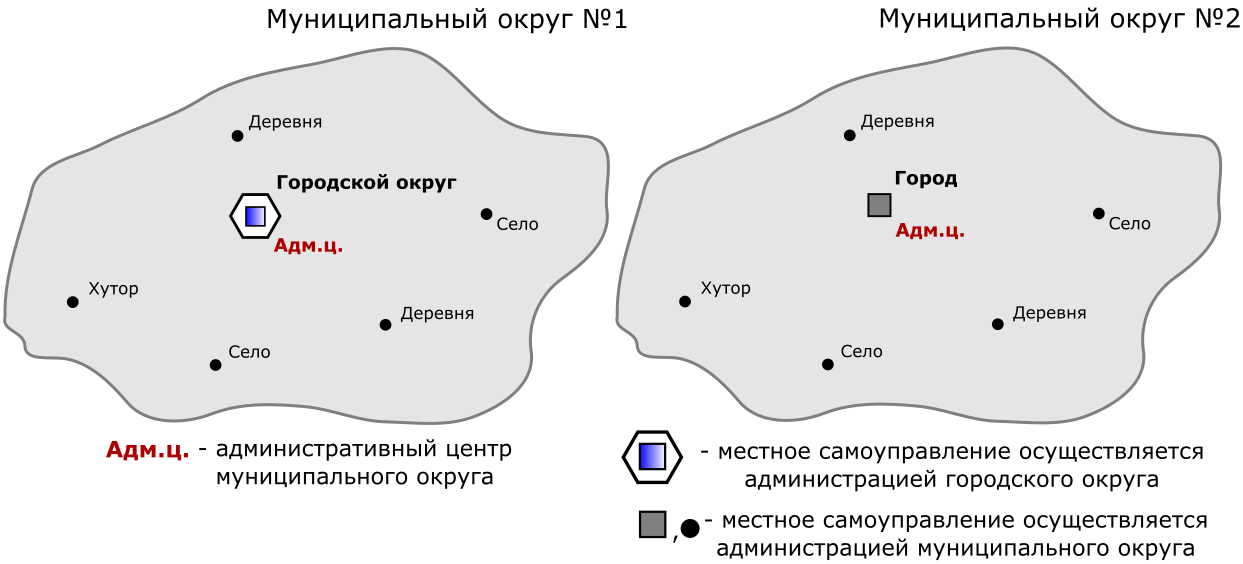 Муниципальный округ №1
Деревня
Городской округ
Село
Адм.ц.
Хутор
Деревня
Село
Адм.ц. - административный центр
муниципального округа
Муниципальный округ №2
Деревня
Город
Село
Адм.ц.
Хутор
Деревня
Село
- местное самоуправление осуществляется
администрацией городского округа
, - местное самоуправление осуществляется
администрацией муниципального округа